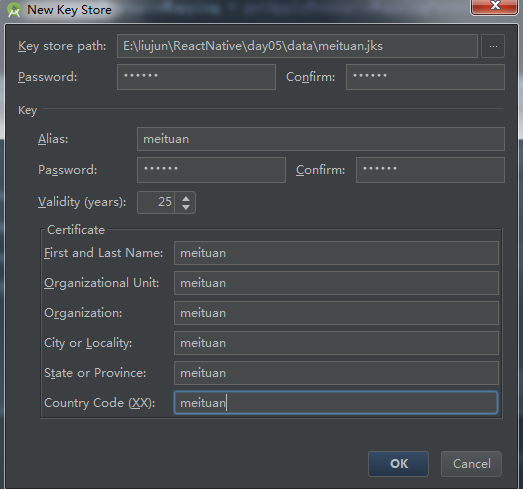 New Key Store
Key store path: E:\liujun\ReactNative\day05\data\meituan.jks ...
Password: •••••• Confirm: ••••••
Key
Alias: meituan
Password: •••••• Confirm: ••••••
Validity (years): 25
Certificate
First and Last Name: meituan
Organizational Unit: meituan
Organization: meituan
City or Locality: meituan
State or Province: meituan
Country Code (XX): meituan
OK Cancel